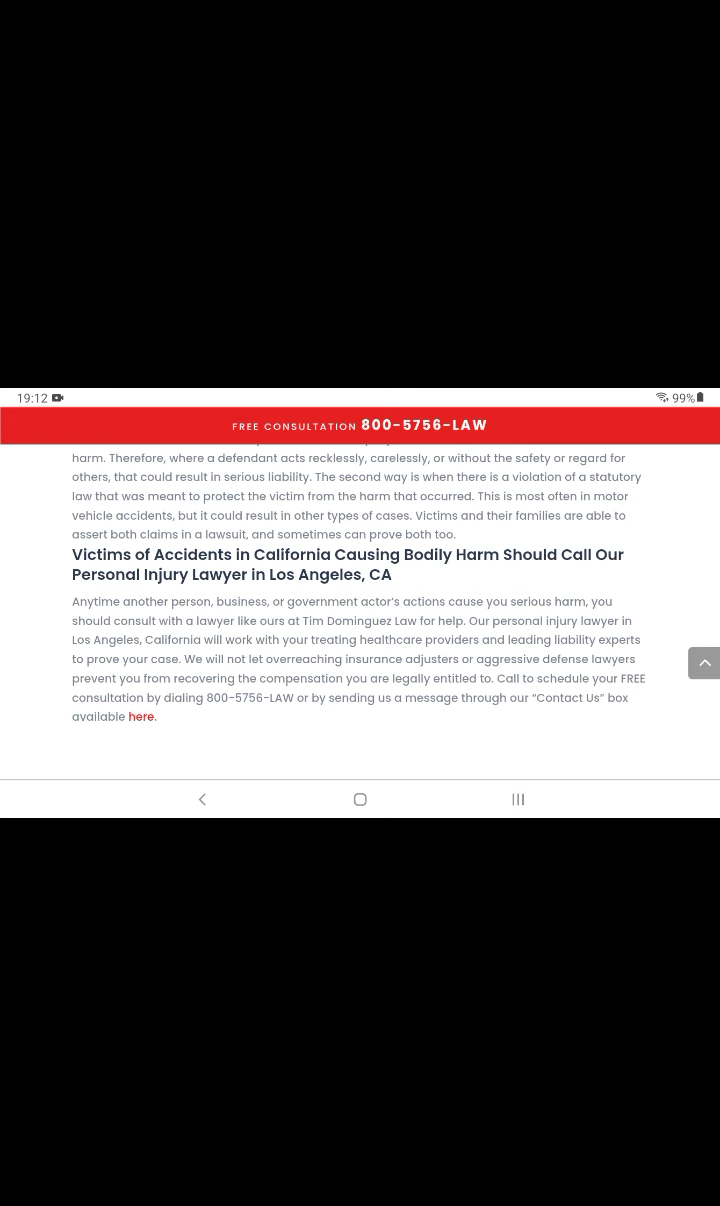 19:12
99%
FREE CONSULTATION 800-5756-LAW
harm. Therefore, where a defendant acts recklessly, carelessly, or without the safety or regard for
others, that could result in serious liability. The second way is when there is a violation of a statutory
law that was meant to protect the victim from the harm that occurred. This is most often in motor
vehicle accidents, but it could result in other types of cases. Victims and their families are able to
assert both claims in a lawsuit, and sometimes can prove both too.
Victims of Accidents in California Causing Bodily Harm Should Call Our
Personal Injury Lawyer in Los Angeles, CA
Anytime another person, business, or government actor's actions cause you serious harm, you
should consult with a lawyer like ours at Tim Dominguez Law for help. Our personal injury lawyer in
Los Angeles, California will work with your treating healthcare providers and leading liability experts
to prove your case. We will not let overreaching insurance adjusters or aggressive defense lawyers
prevent you from recovering the compensation you are legally entitled to. Call to schedule your FREE
consultation by dialing 800-5756-LAW or by sending us a message through our "Contact Us" box
available here.